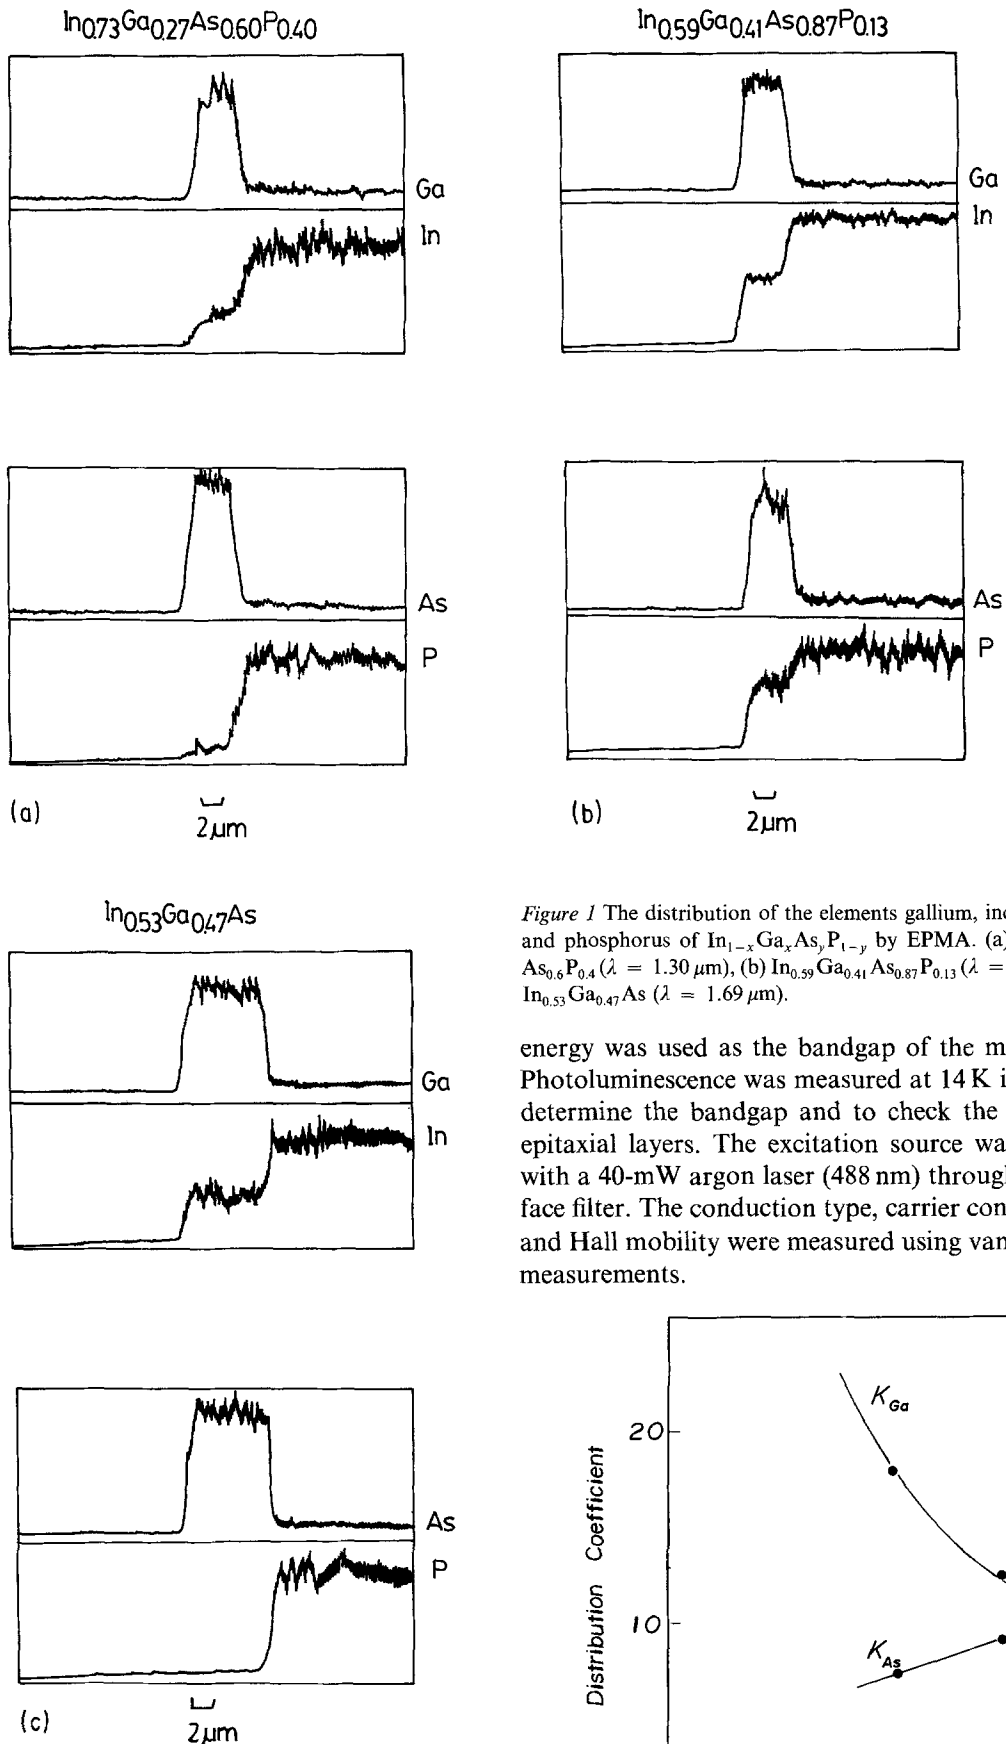 In0.73Ga0.27As0.60P0.40
Ga
In
As
P
(a)
2μm
In0.59Ga0.41As0.87P0.13
Ga
In
As
P
(b)
2μm
In0.53Ga0.47As
Ga
In
As
P
(c)
2μm
Figure 1 The distribution of the elements gallium,
and phosphorus of In1−xGaxAsyP1−y by EPMA. (a)
As0.6P0.4 (λ = 1.30 μm), (b) In0.59Ga0.41As0.87P0.13 (λ =
In0.53Ga0.47As (λ = 1.69 μm).
energy was used as the bandgap of the
Photoluminescence was measured at 14 K
determine the bandgap and to check the
epitaxial layers. The excitation source
with a 40-mW argon laser (488 nm)
face filter. The conduction type, carrier
and Hall mobility were measured using van
measurements.
Distribution Coefficient
20
10
KGa
KAs